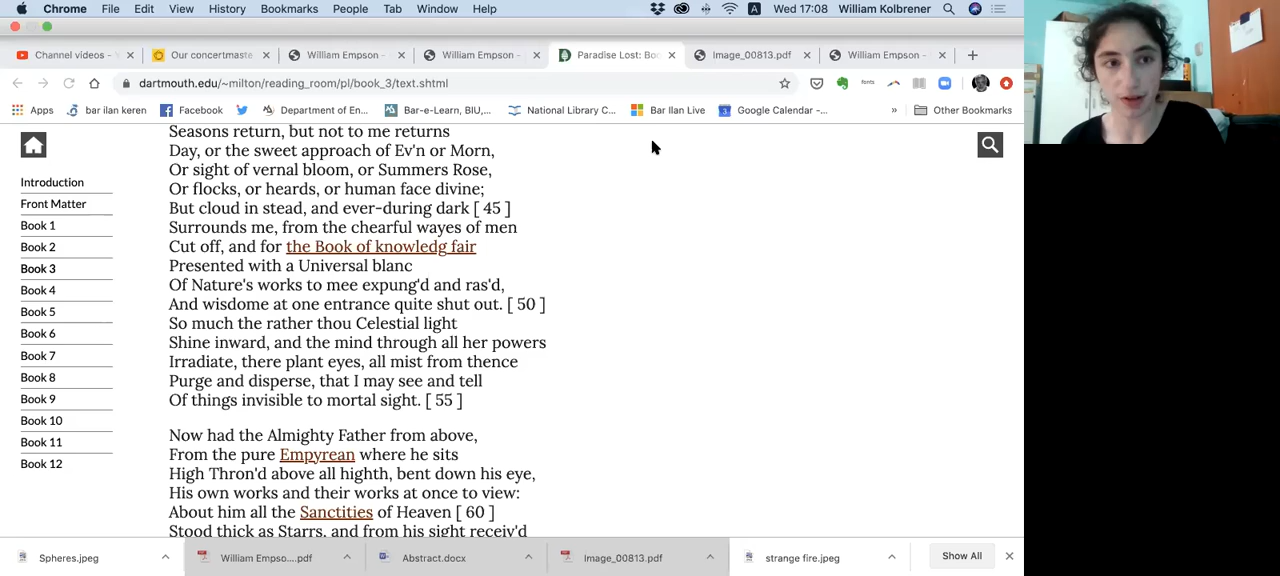 Chrome File Edit View History Bookmarks People Tab Window Help Wed 17:08 William Kolbrener
Channel videos - Our concertmaste William Empson - William Empson - Paradise Lost: Boo Image_00813.pdf William Empson -
dartmouth.edu/~milton/reading_room/pl/book_3/text.shtml fonts
Apps bar ilan keren Facebook Department of En... Bar-e-Learn, BIU,... National Library C... Bar Ilan Live Google Calendar -... » Other Bookmarks
Introduction
Front Matter
Book 1
Book 2
Book 3
Book 4
Book 5
Book 6
Book 7
Book 8
Book 9
Book 10
Book 11
Book 12
Seasons return, but not to me returns
Day, or the sweet approach of Ev'n or Morn,
Or sight of vernal bloom, or Summers Rose,
Or flocks, or heards, or human face divine;
But cloud in stead, and ever-during dark [ 45 ]
Surrounds me, from the chearful wayes of men
Cut off, and for the Book of knowledg fair
Presented with a Universal blanc
Of Nature's works to mee expung'd and ras'd,
And wisdome at one entrance quite shut out. [ 50 ]
So much the rather thou Celestial light
Shine inward, and the mind through all her powers
Irradiate, there plant eyes, all mist from thence
Purge and disperse, that I may see and tell
Of things invisible to mortal sight. [ 55 ]
Now had the Almighty Father from above,
From the pure Empyrean where he sits
High Thron'd above all highth, bent down his eye,
His own works and their works at once to view:
About him all the Sanctities of Heaven [ 60 ]
Stood thick as Starrs, and from his sight receiv'd
Spheres.jpeg William Empso....pdf Abstract.docx Image_00813.pdf strange fire.jpeg Show All